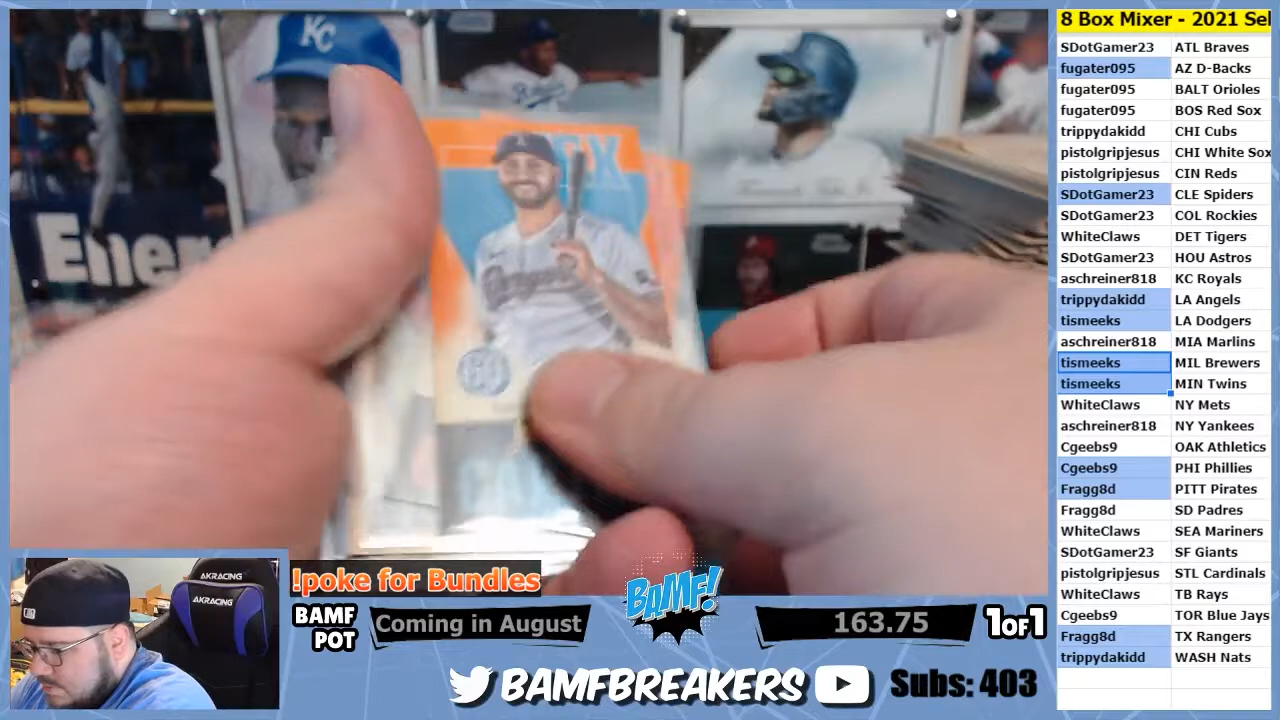 8 Box Mixer - 2021 Sel
SDotGamer23 ATL Braves
fugater095 AZ D-Backs
fugater095 BALT Orioles
fugater095 BOS Red Sox
trippydakidd CHI Cubs
pistolgripjesus CHI White Sox
pistolgripjesus CIN Reds
SDotGamer23 CLE Spiders
SDotGamer23 COL Rockies
WhiteClaws DET Tigers
SDotGamer23 HOU Astros
aschreiner818 KC Royals
trippydakidd LA Angels
tismeeks LA Dodgers
aschreiner818 MIA Marlins
tismeeks MIL Brewers
tismeeks MIN Twins
WhiteClaws NY Mets
aschreiner818 NY Yankees
Cgeebs9 OAK Athletics
Cgeebs9 PHI Phillies
Fragg8d PITT Pirates
Fragg8d SD Padres
WhiteClaws SEA Mariners
SDotGamer23 SF Giants
pistolgripjesus STL Cardinals
WhiteClaws TB Rays
Cgeebs9 TOR Blue Jays
Fragg8d TX Rangers
trippydakidd WASH Nats
KC
Ener
AKRACING
AKRACING
!poke for Bundles
BAMF
POT
Coming in August
BAMF!
163.75
1OF1
BAMFBREAKERS
Subs: 403